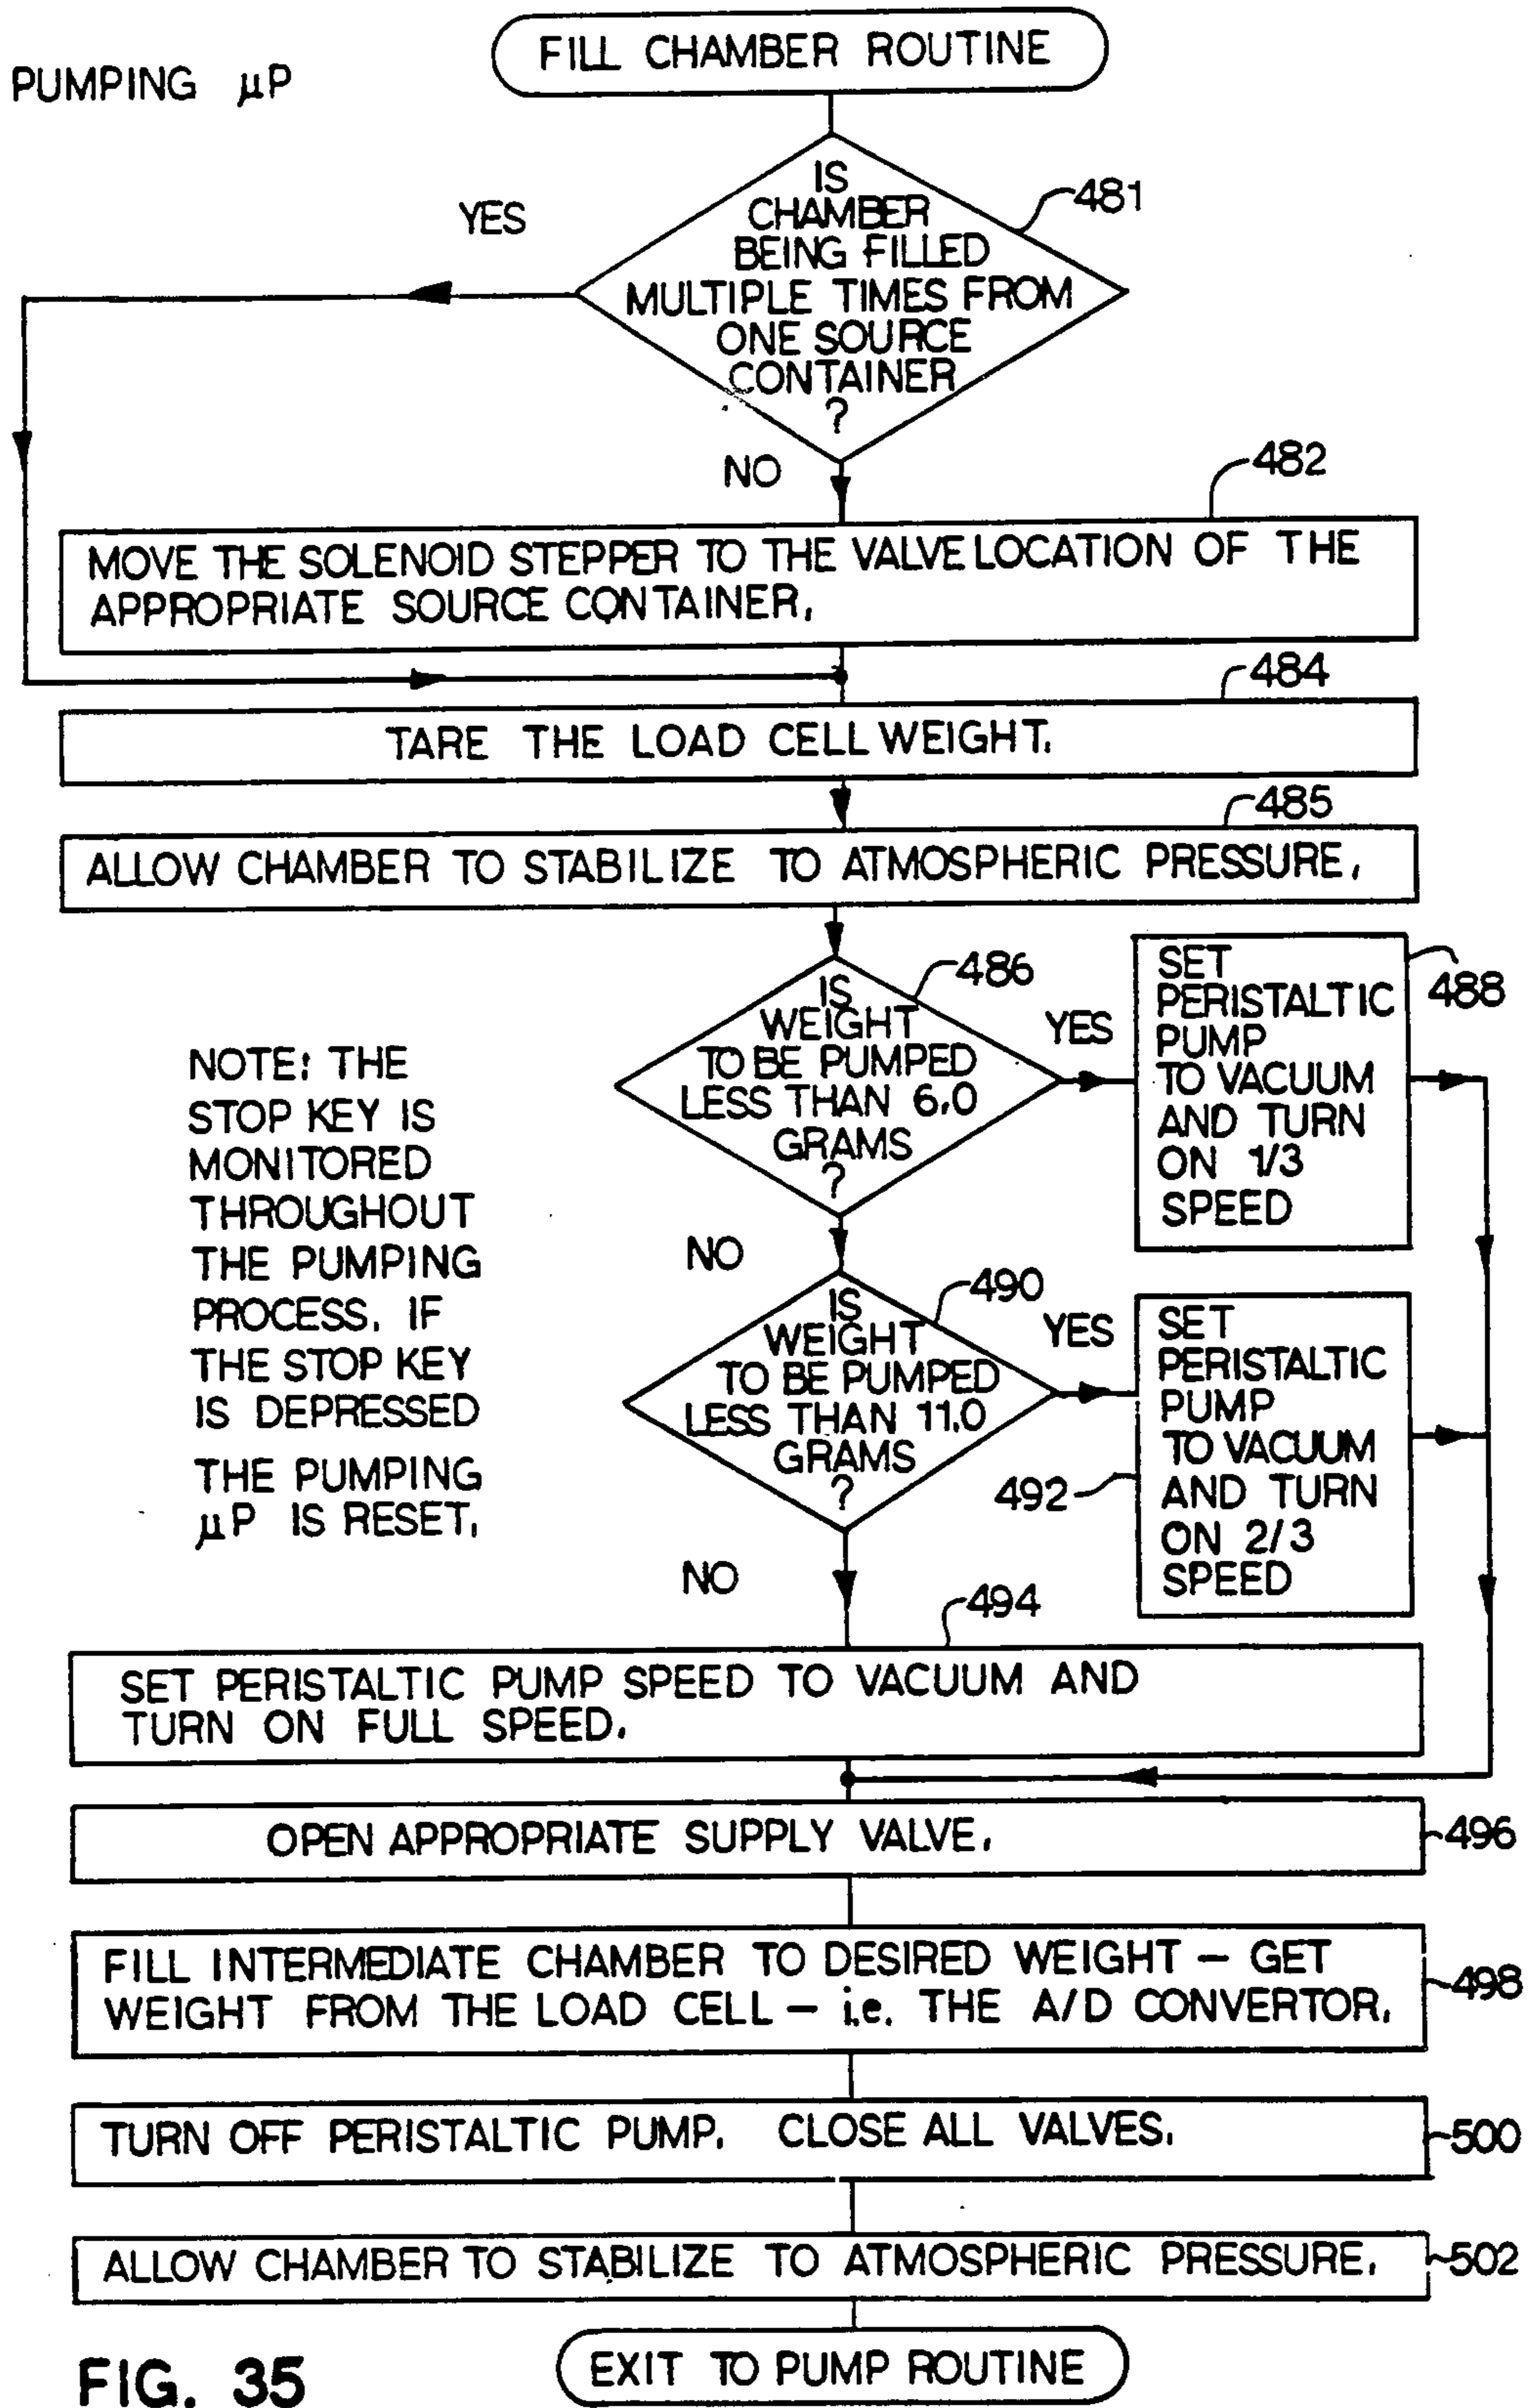 PUMPING µP
FILL CHAMBER ROUTINE
IS
CHAMBER
BEING FILLED
MULTIPLE TIMES FROM
ONE SOURCE
CONTAINER
?
481
YES
NO
482
MOVE THE SOLENOID STEPPER TO THE VALVE LOCATION OF THE
APPROPRIATE SOURCE CONTAINER.
484
TARE THE LOAD CELL WEIGHT.
485
ALLOW CHAMBER TO STABILIZE TO ATMOSPHERIC PRESSURE.
IS
WEIGHT
TO BE PUMPED
LESS THAN 6.0
GRAMS
?
486
YES
SET
PERISTALTIC
PUMP
TO VACUUM
AND TURN
ON 1/3
SPEED
488
NO
NOTE: THE
STOP KEY IS
MONITORED
THROUGHOUT
THE PUMPING
PROCESS. IF
THE STOP KEY
IS DEPRESSED
THE PUMPING
µP IS RESET.
IS
WEIGHT
TO BE PUMPED
LESS THAN 11.0
GRAMS
?
490
YES
SET
PERISTALTIC
PUMP
TO VACUUM
AND TURN
ON 2/3
SPEED
492
NO
494
SET PERISTALTIC PUMP SPEED TO VACUUM AND
TURN ON FULL SPEED.
OPEN APPROPRIATE SUPPLY VALVE.
496
FILL INTERMEDIATE CHAMBER TO DESIRED WEIGHT – GET
WEIGHT FROM THE LOAD CELL – i.e. THE A/D CONVERTOR.
498
TURN OFF PERISTALTIC PUMP. CLOSE ALL VALVES.
500
ALLOW CHAMBER TO STABILIZE TO ATMOSPHERIC PRESSURE.
502
EXIT TO PUMP ROUTINE
FIG. 35